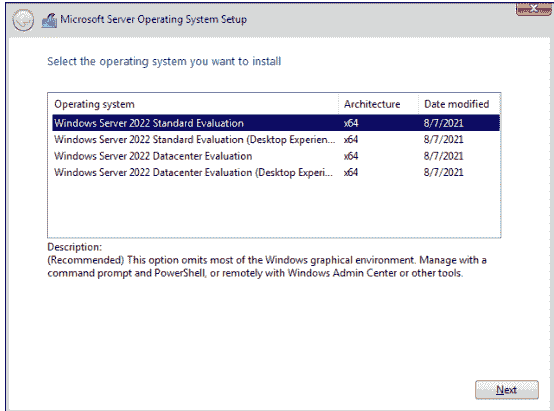 Microsoft Server Operating System Setup
Select the operating system you want to install
Operating system Architecture Date modified
Windows Server 2022 Standard Evaluation x64 8/7/2021
Windows Server 2022 Standard Evaluation (Desktop Experien... x64 8/7/2021
Windows Server 2022 Datacenter Evaluation x64 8/7/2021
Windows Server 2022 Datacenter Evaluation (Desktop Experi... x64 8/7/2021
Description:
(Recommended) This option omits most of the Windows graphical environment. Manage with a
command prompt and PowerShell, or remotely with Windows Admin Center or other tools.
Next